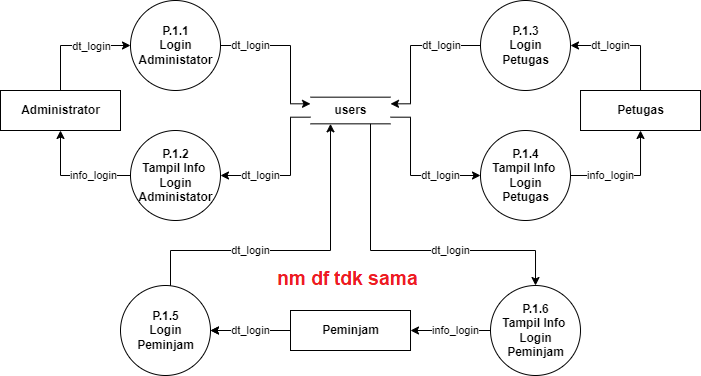 P.1.1
Login
Administator
P.1.3
Login
Petugas
dt_login
dt_login
dt_login
dt_login
Administrator
users
Petugas
P.1.2
Tampil Info
Login
Administator
P.1.4
Tampil Info
Login
Petugas
info_login
dt_login
dt_login
info_login
dt_login
dt_login
nm df tdk sama
P.1.5
Login
Peminjam
dt_login
Peminjam
info_login
P.1.6
Tampil Info
Login
Peminjam